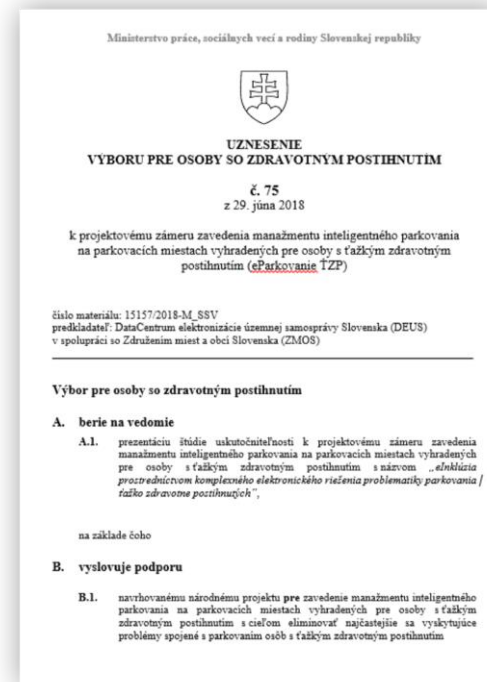 Ministerstvo práce, sociálnych vecí a rodiny Slovenskej republiky
UZNESENIE
VÝBORU PRE OSOBY SO ZDRAVOTNÝM POSTIHNUTÍM
č. 75
z 29. júna 2018
k projektovému zámeru zavedenia manažmentu inteligentného parkovania
na parkovacích miestach vyhradených pre osoby s ťažkým zdravotným
postihnutím (eParkovanie ŤZP)
číslo materiálu: 15157/2018-M_SSV
predkladateľ: DataCentrum elektronizácie územnej samosprávy Slovenska (DEUS)
v spolupráci so Združením miest a obcí Slovenska (ZMOS)
Výbor pre osoby so zdravotným postihnutím
A. berie na vedomie
A.1. prezentáciu štúdie uskutočniteľnosti k projektovému zámeru zavedenia
manažmentu inteligentného parkovania na parkovacích miestach vyhradených
pre osoby s ťažkým zdravotným postihnutím s názvom „eInklúzia
prostredníctvom komplexného elektronického riešenia problematiky parkovania /
ťažko zdravotne postihnutých",
na základe čoho
B. vyslovuje podporu
B.1. navrhovanému národnému projektu pre zavedenie manažmentu inteligentného
parkovania na parkovacích miestach vyhradených pre osoby s ťažkým
zdravotným postihnutím s cieľom eliminovať najčastejšie sa vyskytujúce
problémy spojené s parkovaním osôb s ťažkým zdravotným postihnutím